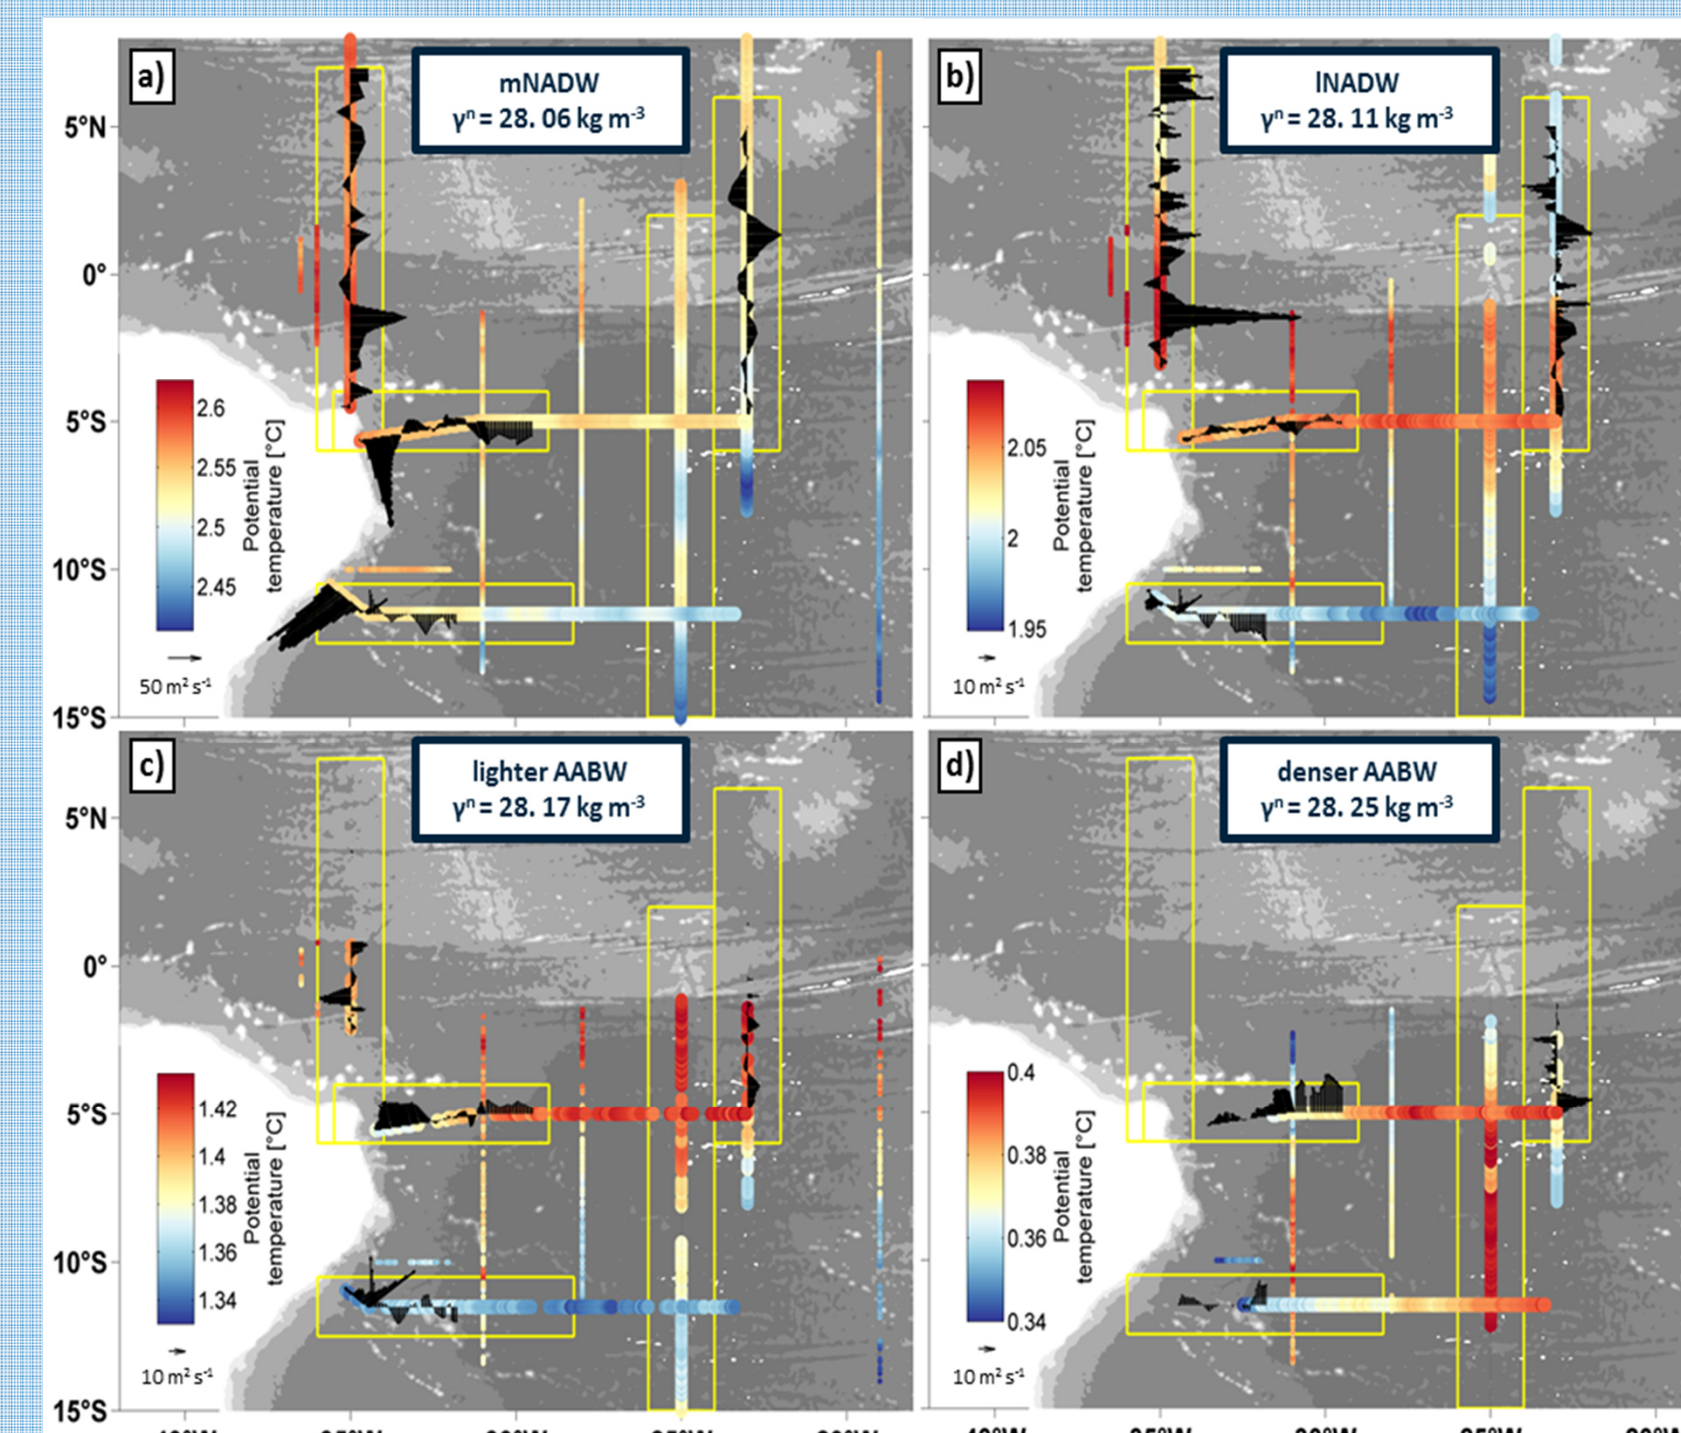 a)
mNADW
γⁿ = 28. 06 kg m⁻³
b)
lNADW
γⁿ = 28. 11 kg m⁻³
5°N
0°
5°S
10°S
15°S
2.6
2.55
2.5
2.45
Potential
temperature [°C]
50 m² s⁻¹
2.05
2
1.95
Potential
temperature [°C]
10 m² s⁻¹
c)
lighter AABW
γⁿ = 28. 17 kg m⁻³
d)
denser AABW
γⁿ = 28. 25 kg m⁻³
5°N
0°
5°S
10°S
15°S
1.42
1.4
1.38
1.36
1.34
Potential
temperature [°C]
10 m² s⁻¹
0.4
0.38
0.36
0.34
Potential
temperature [°C]
10 m² s⁻¹